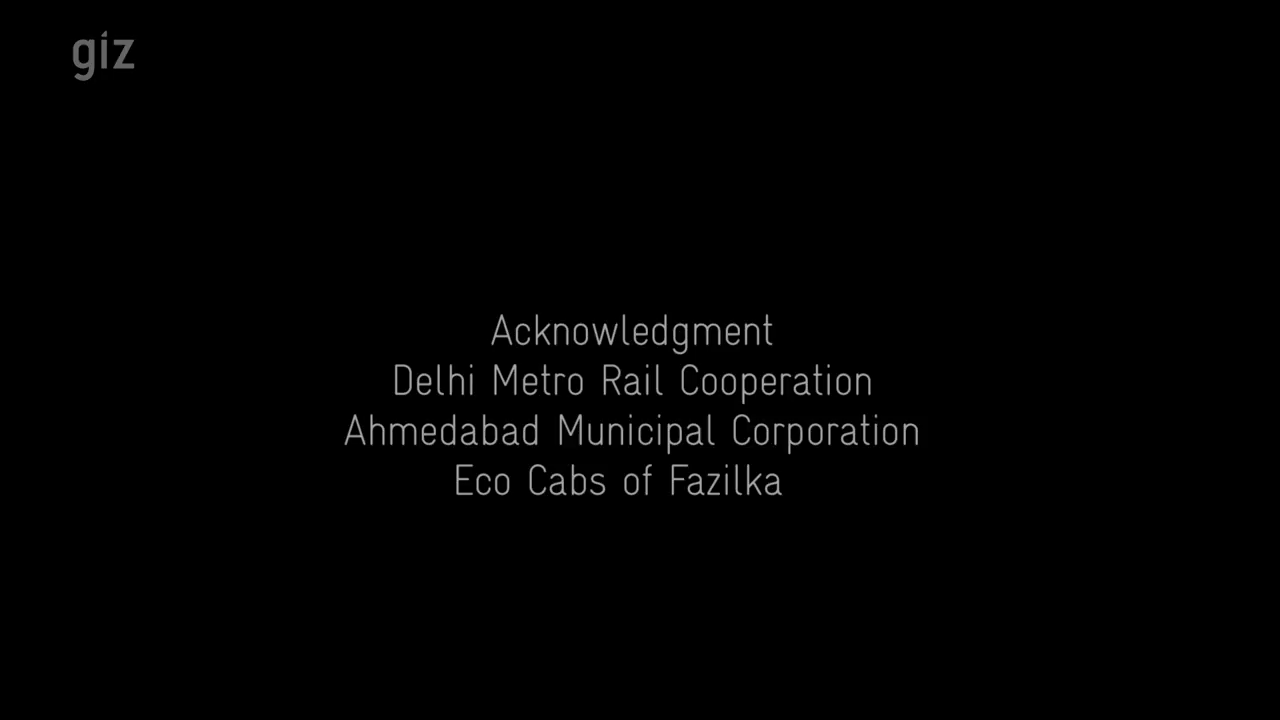 giz
Acknowledgment
Delhi Metro Rail Cooperation
Ahmedabad Municipal Corporation
Eco Cabs of Fazilka